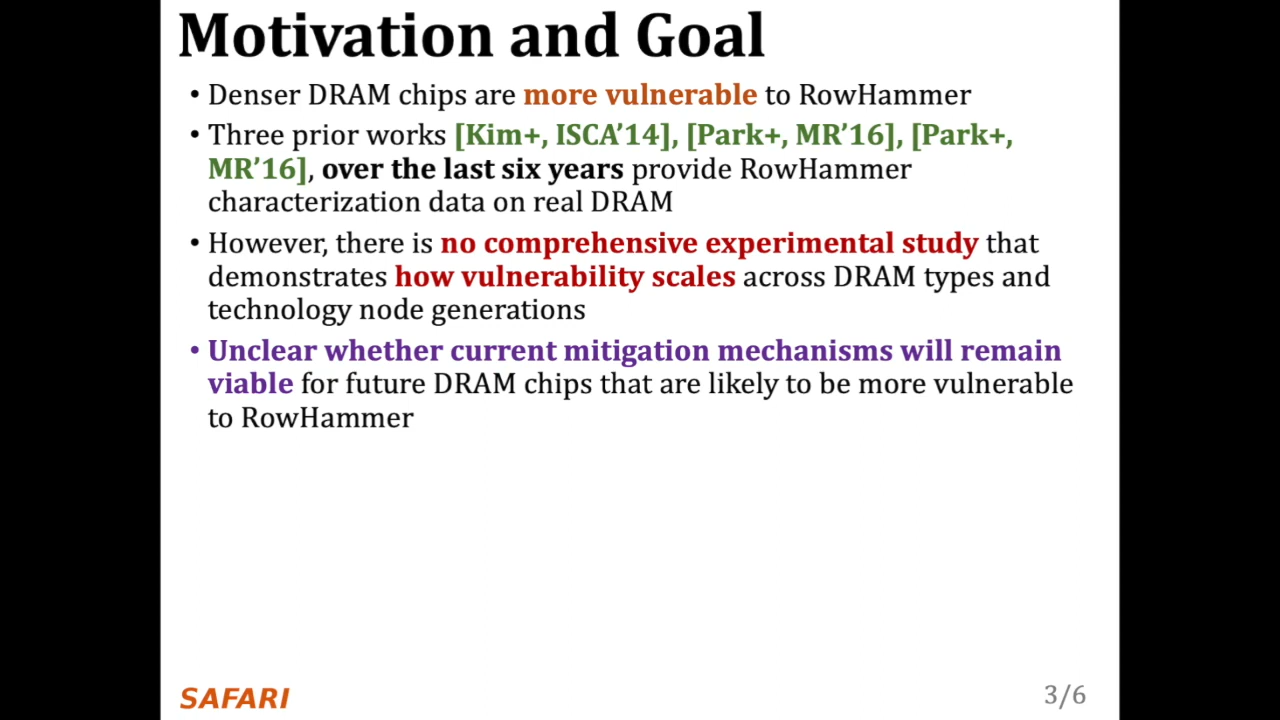 Motivation and Goal
• Denser DRAM chips are more vulnerable to RowHammer
• Three prior works [Kim+, ISCA’14], [Park+, MR’16], [Park+,
MR’16], over the last six years provide RowHammer
characterization data on real DRAM
• However, there is no comprehensive experimental study that
demonstrates how vulnerability scales across DRAM types and
technology node generations
• Unclear whether current mitigation mechanisms will remain
viable for future DRAM chips that are likely to be more vulnerable
to RowHammer
SAFARI
3/6